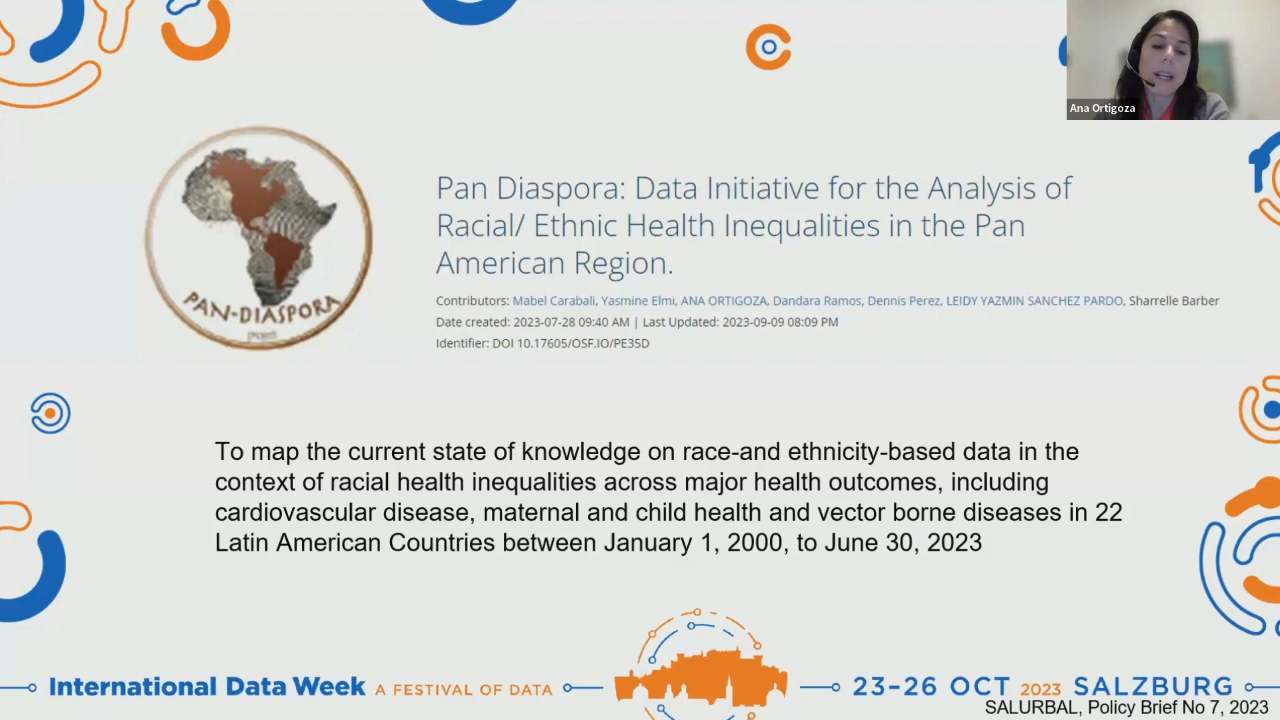 Ana Ortigoza
PAN-DIASPORA
Pan Diaspora: Data Initiative for the Analysis of
Racial/ Ethnic Health Inequalities in the Pan
American Region.
Contributors: Mabel Carabali, Yasmine Elmi, ANA ORTIGOZA, Dandara Ramos, Dennis Perez, LEIDY YAZMIN SANCHEZ PARDO, Sharrelle Barber
Date created: 2023-07-28 09:40 AM | Last Updated: 2023-09-09 08:09 PM
Identifier: DOI 10.17605/OSF.IO/PE35D
To map the current state of knowledge on race-and ethnicity-based data in the
context of racial health inequalities across major health outcomes, including
cardiovascular disease, maternal and child health and vector borne diseases in 22
Latin American Countries between January 1, 2000, to June 30, 2023
International Data Week A FESTIVAL OF DATA 23-26 OCT 2023 SALZBURG
SALURBAL, Policy Brief No 7, 2023